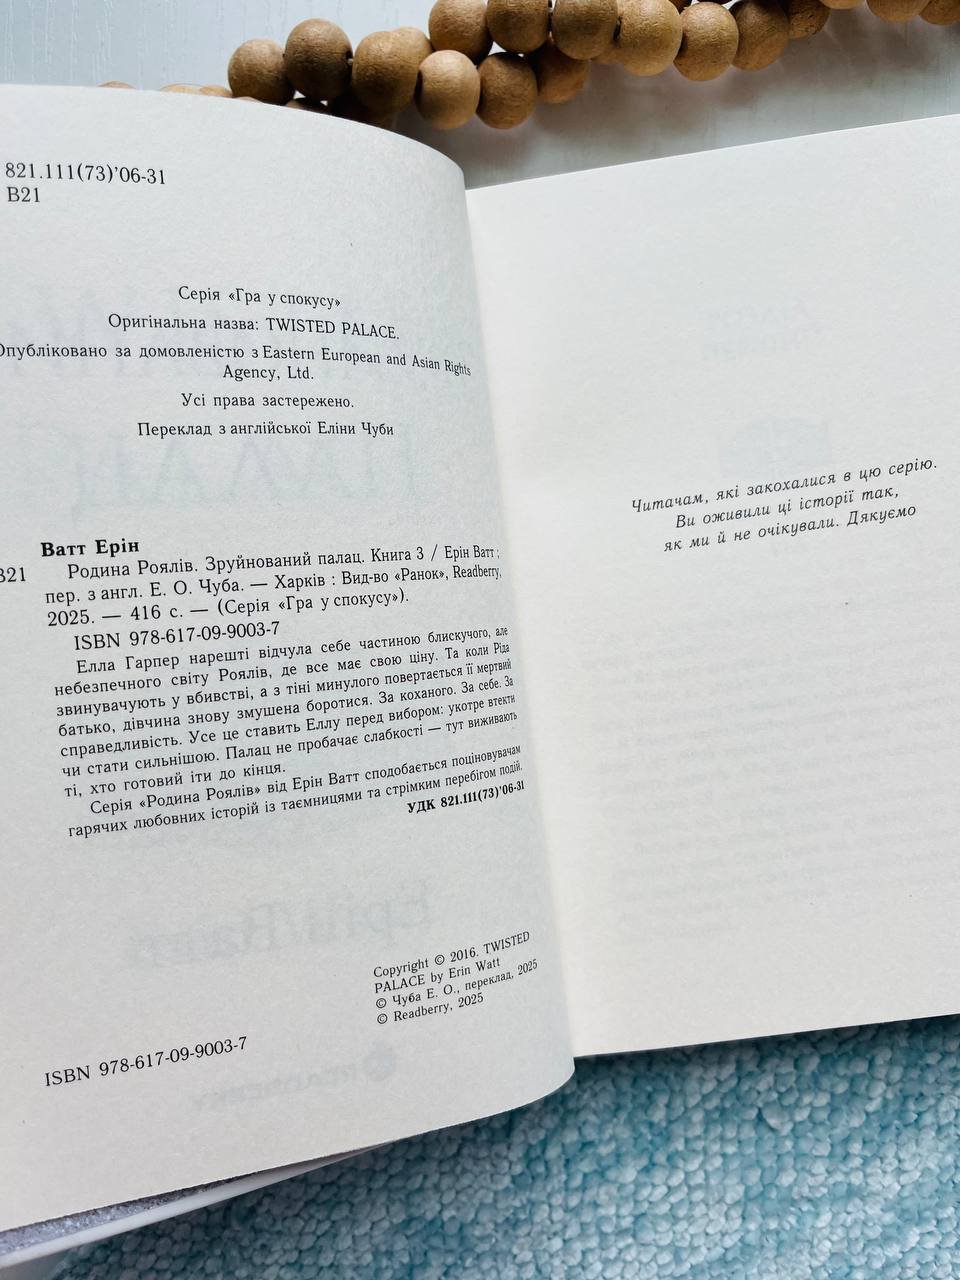 821.111(73)’06-31
В21
Серія «Гра у спокусу»
Оригінальна назва: TWISTED PALACE.
Опубліковано за домовленістю з Eastern European and Asian Rights
Agency, Ltd.
Усі права застережено.
Переклад з англійської Еліни Чуби
Ватт Ерін
В21 Родина Роялів. Зруйнований палац. Книга 3 / Ерін Ватт ;
пер. з англ. Е. О. Чуба. — Харків : Вид-во «Ранок», Readberry,
2025. — 416 с. — (Серія «Гра у спокусу»).
ISBN 978-617-09-9003-7
Елла Гарпер нарешті відчула себе частиною блискучого, але
небезпечного світу Роялів, де все має свою ціну. Та коли Ріда
звинувачують у вбивстві, а з тіні минулого повертається її мертвий
батько, дівчина знову змушена боротися. За коханого. За себе. За
справедливість. Усе це ставить Еллу перед вибором: укотре втекти
чи стати сильнішою. Палац не пробачає слабкості — тут виживають
ті, хто готовий іти до кінця.
Серія «Родина Роялів» від Ерін Ватт сподобається поціновувачам
гарячих любовних історій із таємницями та стрімким перебігом подій.
УДК 821.111(73)’06-31
Copyright © 2016. TWISTED
PALACE by Erin Watt
© Чуба Е. О., переклад, 2025
© Readberry, 2025
ISBN 978-617-09-9003-7
Читачам, які закохалися в цю серію.
Ви оживили ці історії так,
як ми й не очікували. Дякуємо